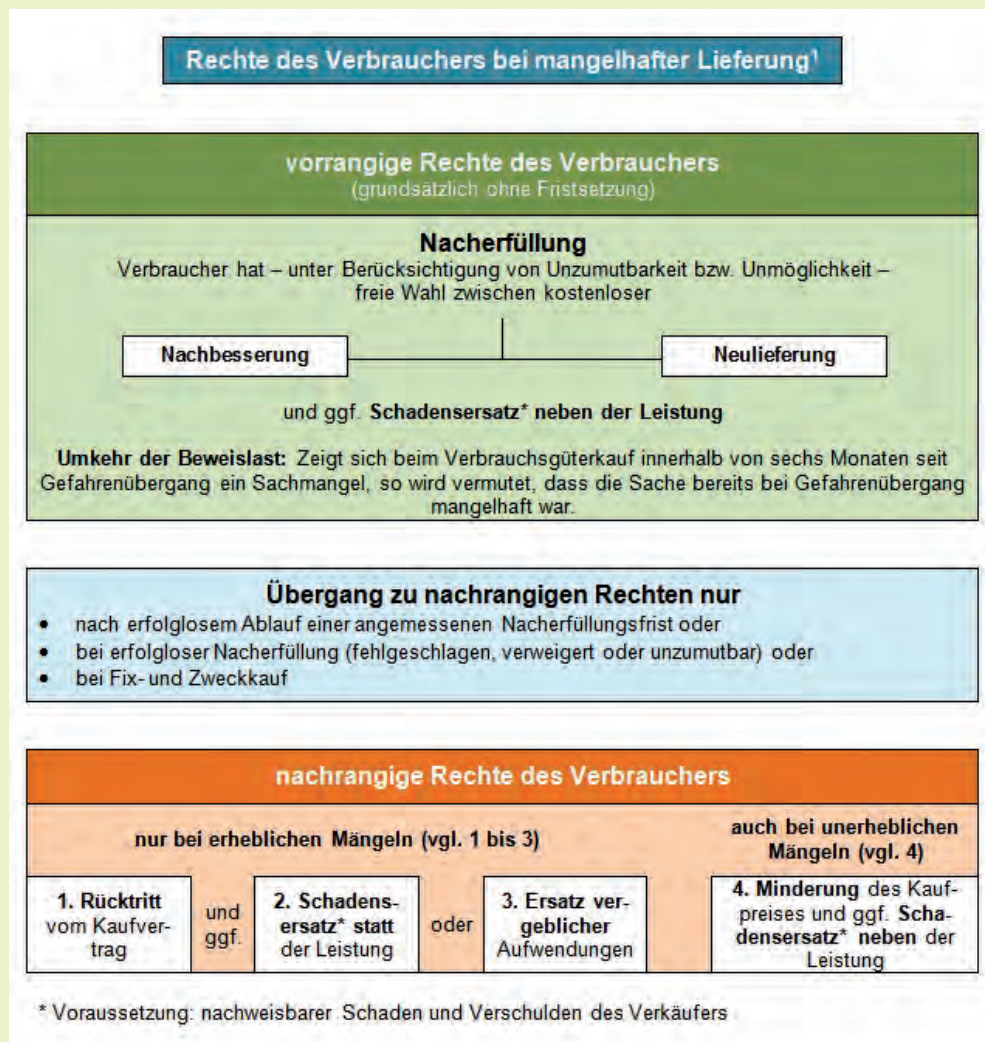 Rechte des Verbrauchers bei mangelhafter Lieferung¹
vorrangige Rechte des Verbrauchers
(grundsätzlich ohne Fristsetzung)
Nacherfüllung
Verbraucher hat – unter Berücksichtigung von Unzumutbarkeit bzw. Unmöglichkeit –
freie Wahl zwischen kostenloser
Nachbesserung
Neulieferung
und ggf. Schadensersatz* neben der Leistung
Umkehr der Beweislast: Zeigt sich beim Verbrauchsgüterkauf innerhalb von sechs Monaten seit
Gefahrenübergang ein Sachmangel, so wird vermutet, dass die Sache bereits bei Gefahrenübergang
mangelhaft war.
Übergang zu nachrangigen Rechten nur
• nach erfolglosem Ablauf einer angemessenen Nacherfüllungsfrist oder
• bei erfolgloser Nacherfüllung (fehlgeschlagen, verweigert oder unzumutbar) oder
• bei Fix- und Zweckkauf
nachrangige Rechte des Verbrauchers
nur bei erheblichen Mängeln (vgl. 1 bis 3)
auch bei unerheblichen
Mängeln (vgl. 4)
1. Rücktritt
vom Kaufver-
trag
und
ggf.
2. Schadens-
ersatz* statt
der Leistung
oder
3. Ersatz ver-
geblicher
Aufwendungen
4. Minderung des Kauf-
preises und ggf. Scha-
densersatz* neben der
Leistung
* Voraussetzung: nachweisbarer Schaden und Verschulden des Verkäufers